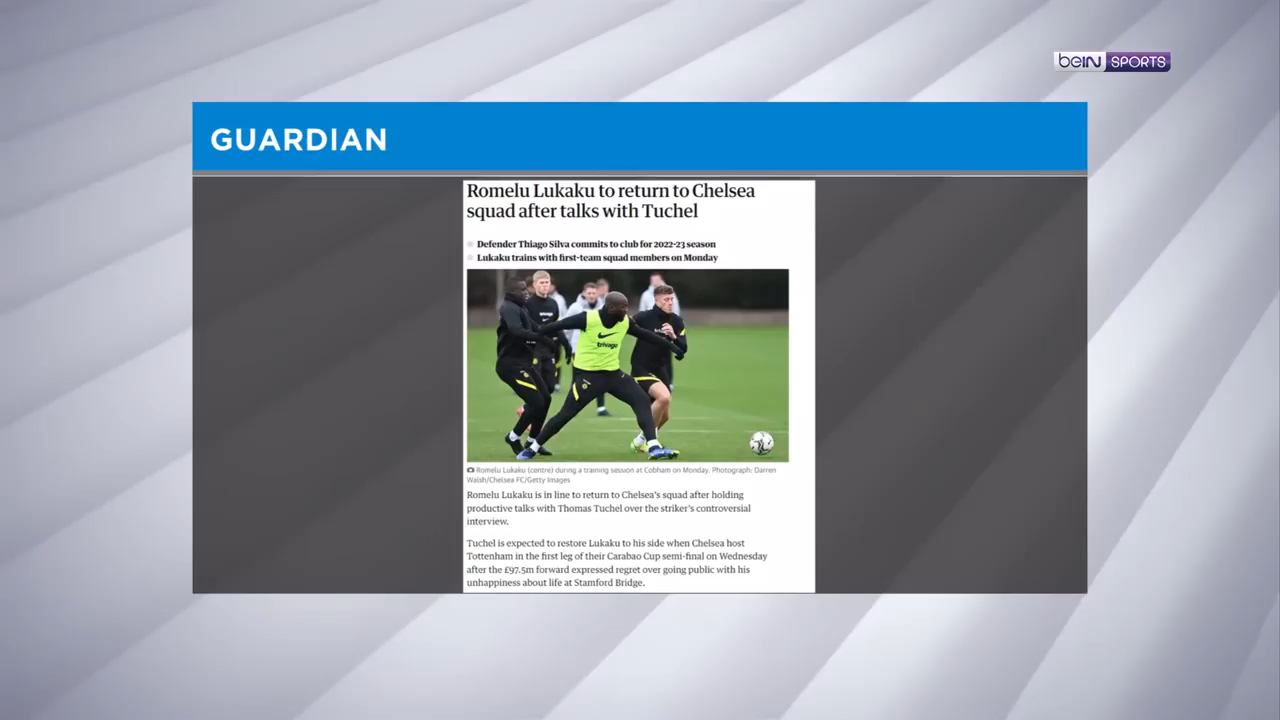 beIN SPORTS
GUARDIAN
Romelu Lukaku to return to Chelsea
squad after talks with Tuchel
Defender Thiago Silva commits to club for 2022-23 season
Lukaku trains with first-team squad members on Monday
trivago
Romelu Lukaku (centre) during a training session at Cobham on Monday. Photograph: Darren
Walsh/Chelsea FC/Getty Images
Romelu Lukaku is in line to return to Chelsea's squad after holding
productive talks with Thomas Tuchel over the striker's controversial
interview.
Tuchel is expected to restore Lukaku to his side when Chelsea host
Tottenham in the first leg of their Carabao Cup semi-final on Wednesday
after the £97.5m forward expressed regret over going public with his
unhappiness about life at Stamford Bridge.